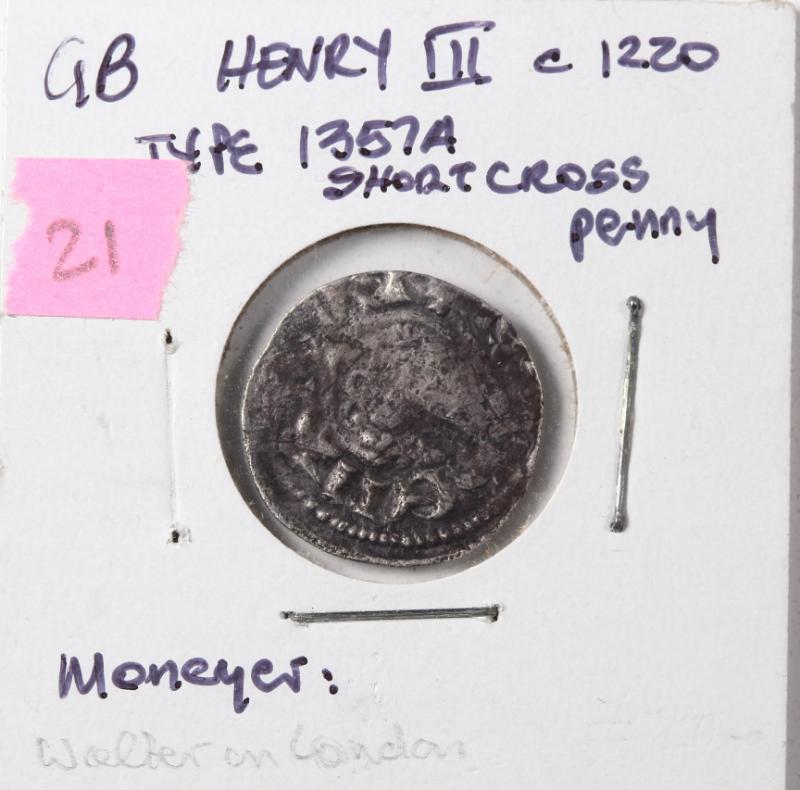 GB HENRY III c 1220
TYPE 1357A
SHORT CROSS
penny
21
Moneyer:
Walter on London